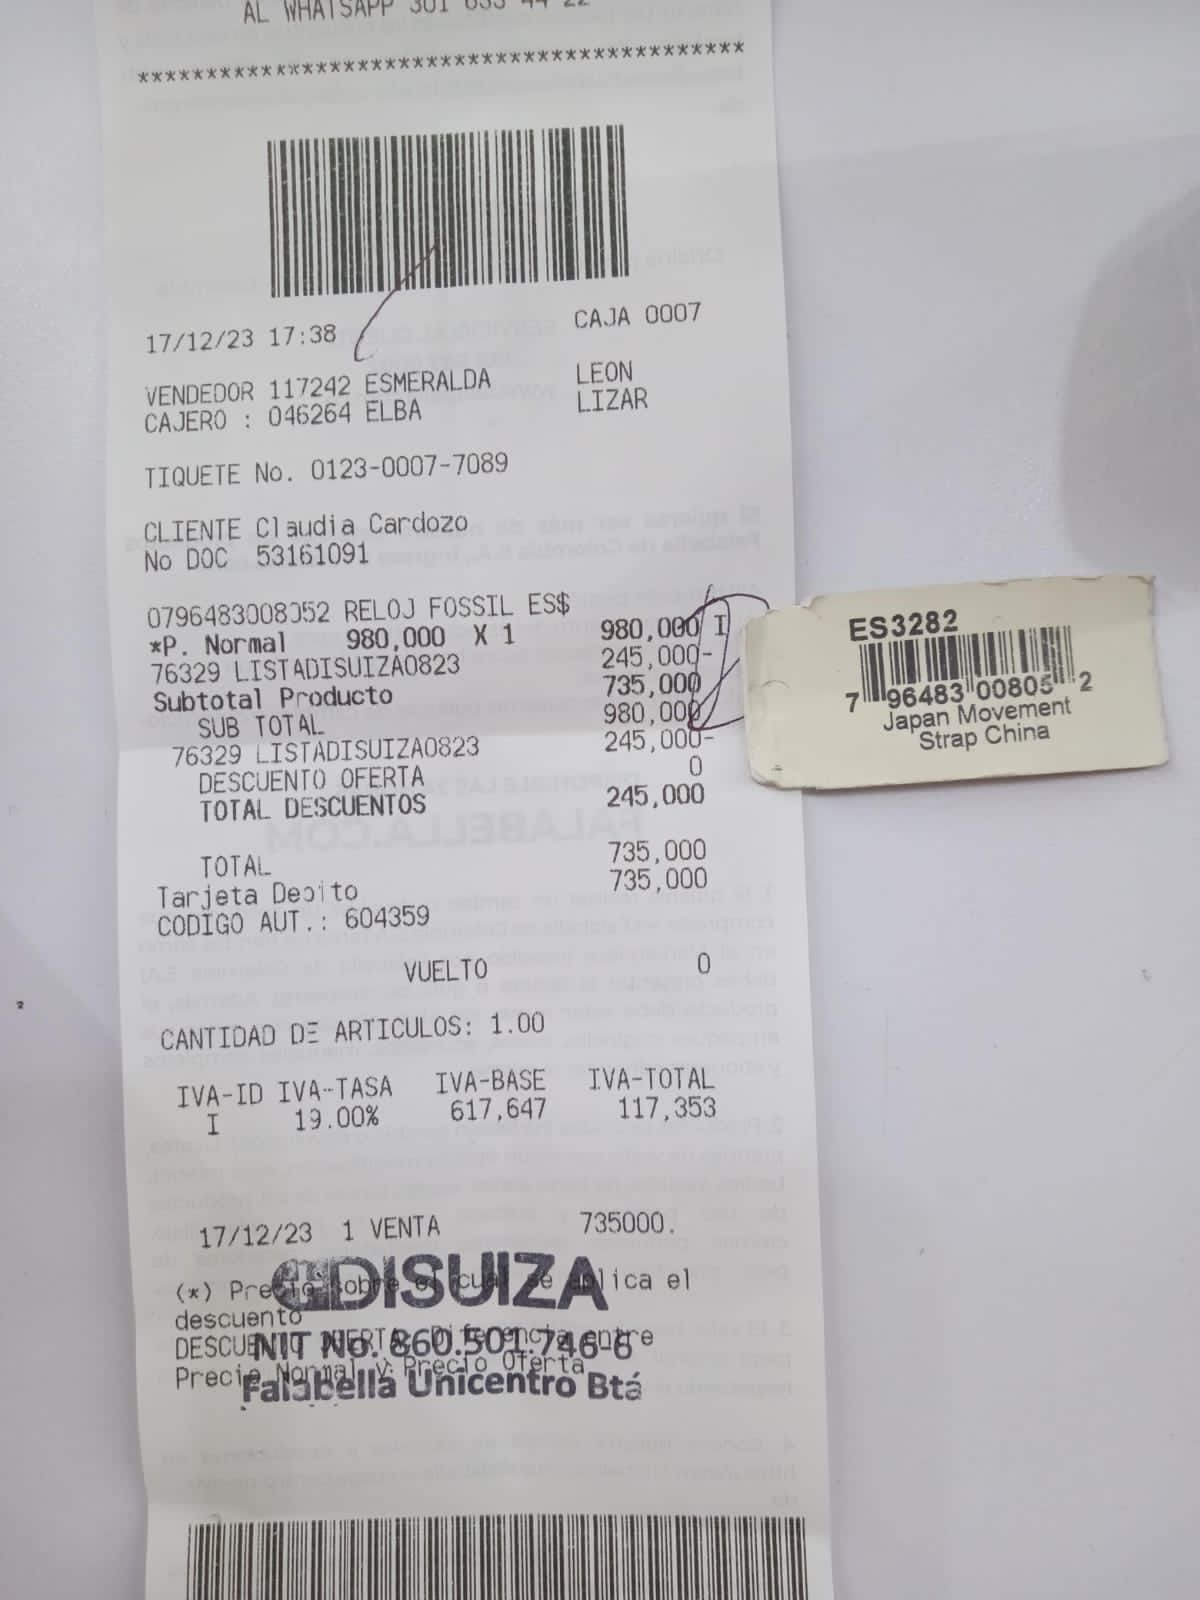 AL WHATSAPP 301 633 44 22
********************************************
17/12/23 17:38 CAJA 0007
VENDEDOR 117242 ESMERALDA LEON
CAJERO : 046264 ELBA LIZAR
TIQUETE No. 0123-0007-7089
CLIENTE Claudia Cardozo
No DOC 53161091
0796483008052 RELOJ FOSSIL ES$
*P. Normal 980,000 X 1 980,000 I
76329 LISTADISUIZA0823 245,000-
Subtotal Producto 735,000
SUB TOTAL 980,000
76329 LISTADISUIZA0823 245,000-
DESCUENTO OFERTA 0
TOTAL DESCUENTOS 245,000
TOTAL 735,000
Tarjeta Debito 735,000
CODIGO AUT.: 604359
VUELTO 0
CANTIDAD DE ARTICULOS: 1.00
IVA-ID IVA-TASA IVA-BASE IVA-TOTAL
I 19.00% 617,647 117,353
17/12/23 1 VENTA 735000.
DISUIZA
(*) Precio sobre el cual se aplica el
descuento
NIT No. 860.501.746-6
DESCUENTO OFERTA: Diferencia entre
Precio Normal y Precio Oferta
Falabella Unicentro Btá
ES3282
7 96483 00805 2
Japan Movement
Strap China